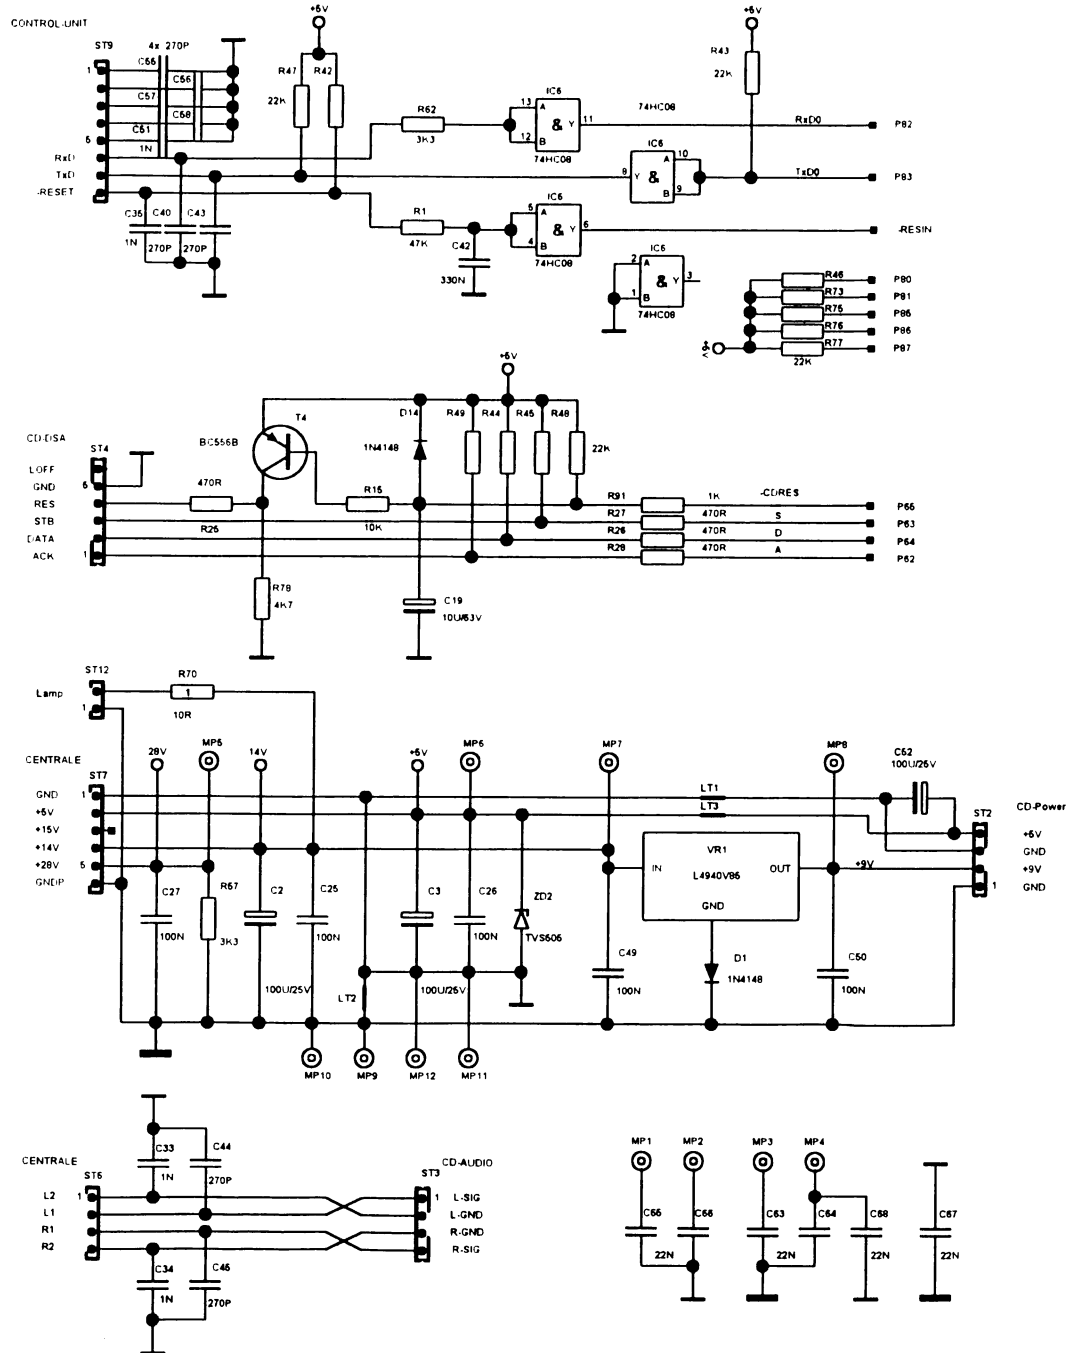 CONTROL-UNIT
ST9
4x 270P
C66
C56
C57
C58
C51
1N
1
5
RxD
TxD
-RESET
C35
C40
C43
1N
270P
270P
+5V
R47
R42
22K
R62
3K3
IC6
13
A
12
B
&
Y
11
74HC08
74HC08
RxD0
P82
+5V
R43
22K
IC6
8
Y
&
A
10
B
9
TxD0
P83
R1
47K
C42
330N
IC6
5
A
4
B
&
Y
6
74HC08
-RESIN
IC6
2
A
1
B
&
Y
3
74HC08
R46
P80
R73
P81
R75
P85
R76
P86
R77
P87
22K
+5V
+5V
CD-DSA
ST4
LOFF
GND
5
RES
STB
DATA
ACK
1
470R
R25
BC556B
T4
R78
4K7
R15
10K
D14
1N4148
C19
10U/63V
R49
R44
R45
R48
22K
R91
1K
-CDRES
P65
R27
470R
S
P63
R26
470R
D
P64
R28
470R
A
P62
ST12
Lamp
1
R70
1
10R
CENTRALE
ST7
GND
1
+5V
+15V
+14V
+28V
5
GNDP
28V
MP5
14V
+5V
MP6
MP7
MP8
C27
100N
R57
3K3
C2
100U/25V
C25
100N
LT2
C3
100U/25V
C26
100N
ZD2
TVS505
LT1
LT3
VR1
IN
L4940V85
OUT
GND
C49
100N
D1
1N4148
C50
100N
C52
100U/25V
+9V
ST2
CD-Power
+5V
GND
+9V
1
GND
MP10
MP9
MP12
MP11
CENTRALE
ST6
L2
1
L1
R1
R2
C33
1N
C44
270P
C34
1N
C45
270P
CD-AUDIO
ST3
1
L-SIG
L-GND
R-GND
R-SIG
MP1
MP2
MP3
MP4
C65
C66
22N
C63
C64
22N
C68
22N
C67
22N